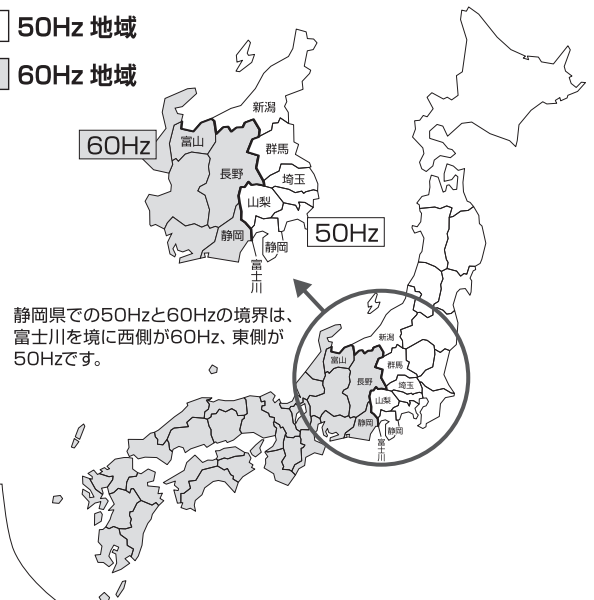 50Hz 地域
60Hz 地域
新潟
60Hz
富山
群馬
長野
埼玉
山梨
静岡
静岡
50Hz
富士川
静岡県での50Hzと60Hzの境界は、
富士川を境に西側が60Hz、東側が
50Hzです。
新潟
富山
群馬
長野
埼玉
山梨
静岡
静岡
富士川